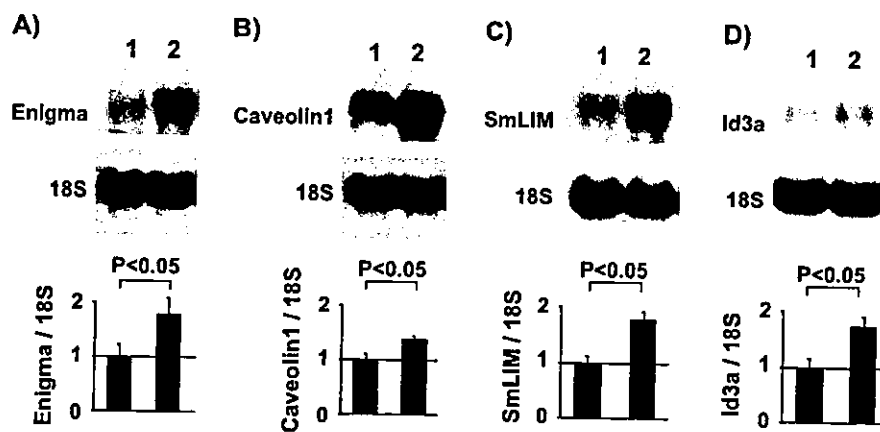 A)
1 2
Enigma
18S
P<0.05
Enigma / 18S
2
1
0
B)
1 2
Caveolin1
18S
P<0.05
Caveolin1 / 18S
2
1
0
C)
1 2
SmLIM
18S
P<0.05
SmLIM / 18S
2
1
0
D)
1 2
Id3a
18S
P<0.05
Id3a / 18S
2
1
0